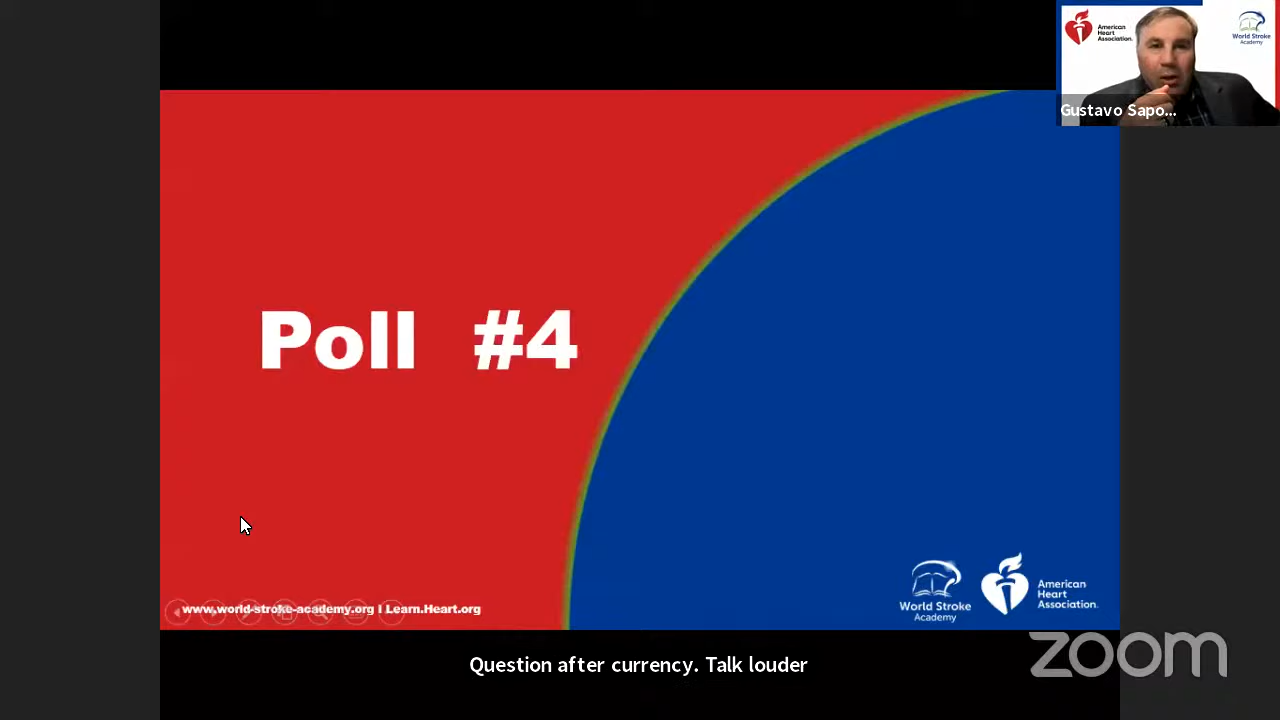 American
Heart
Association.
World Stroke
Academy
Gustavo Sapo...
Poll #4
www.world-stroke-academy.org I Learn.Heart.org
World Stroke
Academy
American
Heart
Association.
Question after currency. Talk louder
zoom